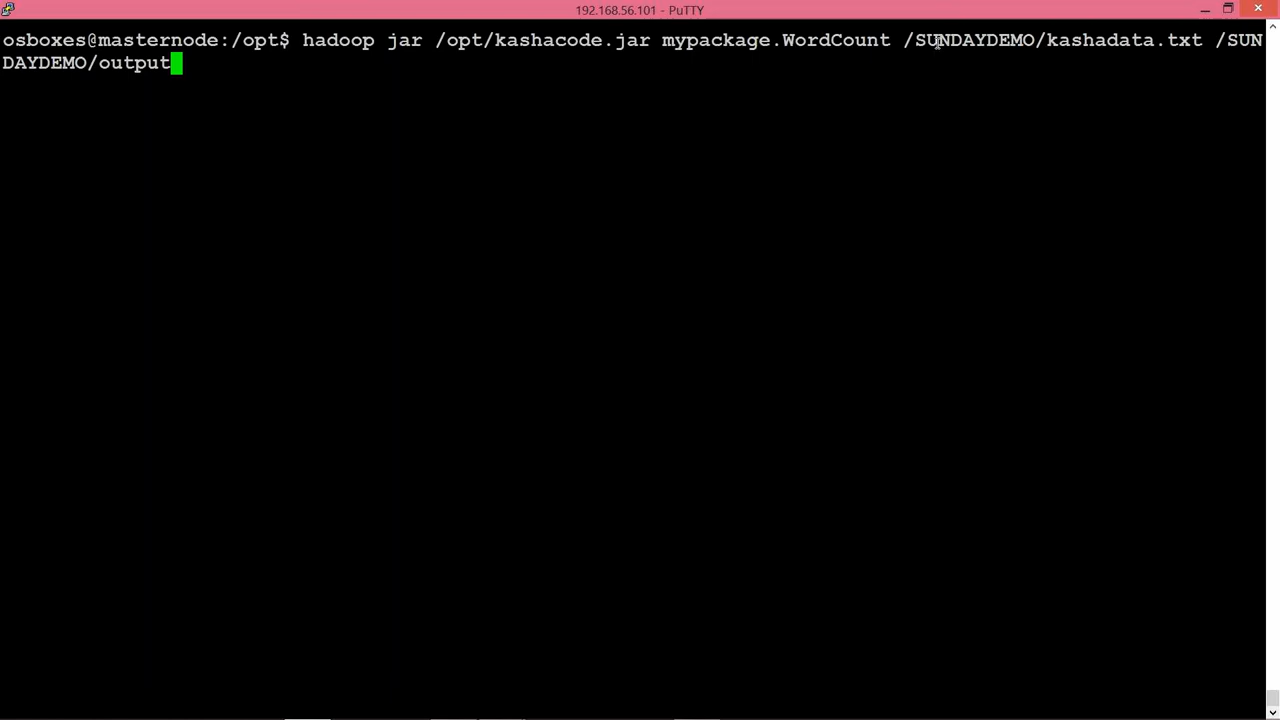 192.168.56.101 - PuTTY
osboxes@masternode:/opt$ hadoop jar /opt/kashacode.jar mypackage.WordCount /SUNDAYDEMO/kashadata.txt /SUN
DAYDEMO/output